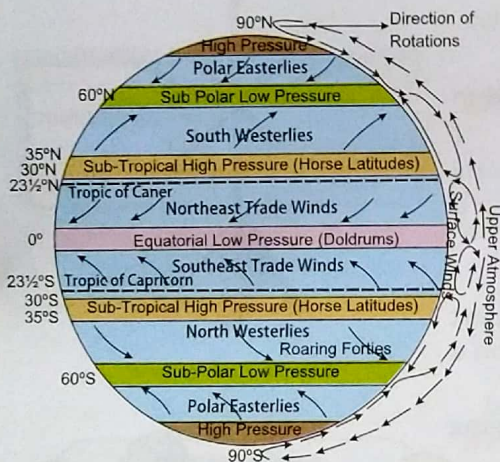 90°N
Direction of
Rotations
High Pressure
Polar Easterlies
60°N
Sub Polar Low Pressure
South Westerlies
35°N
30°N
Sub-Tropical High Pressure (Horse Latitudes)
23½°N
Tropic of Caner
Northeast Trade Winds
0°
Equatorial Low Pressure (Doldrums)
Southeast Trade Winds
23½°S
Tropic of Capricorn
30°S
35°S
Sub-Tropical High Pressure (Horse Latitudes)
North Westerlies
Roaring Forties
60°S
Sub-Polar Low Pressure
Polar Easterlies
High Pressure
90°S
Surface Winds
Upper Atmosphere